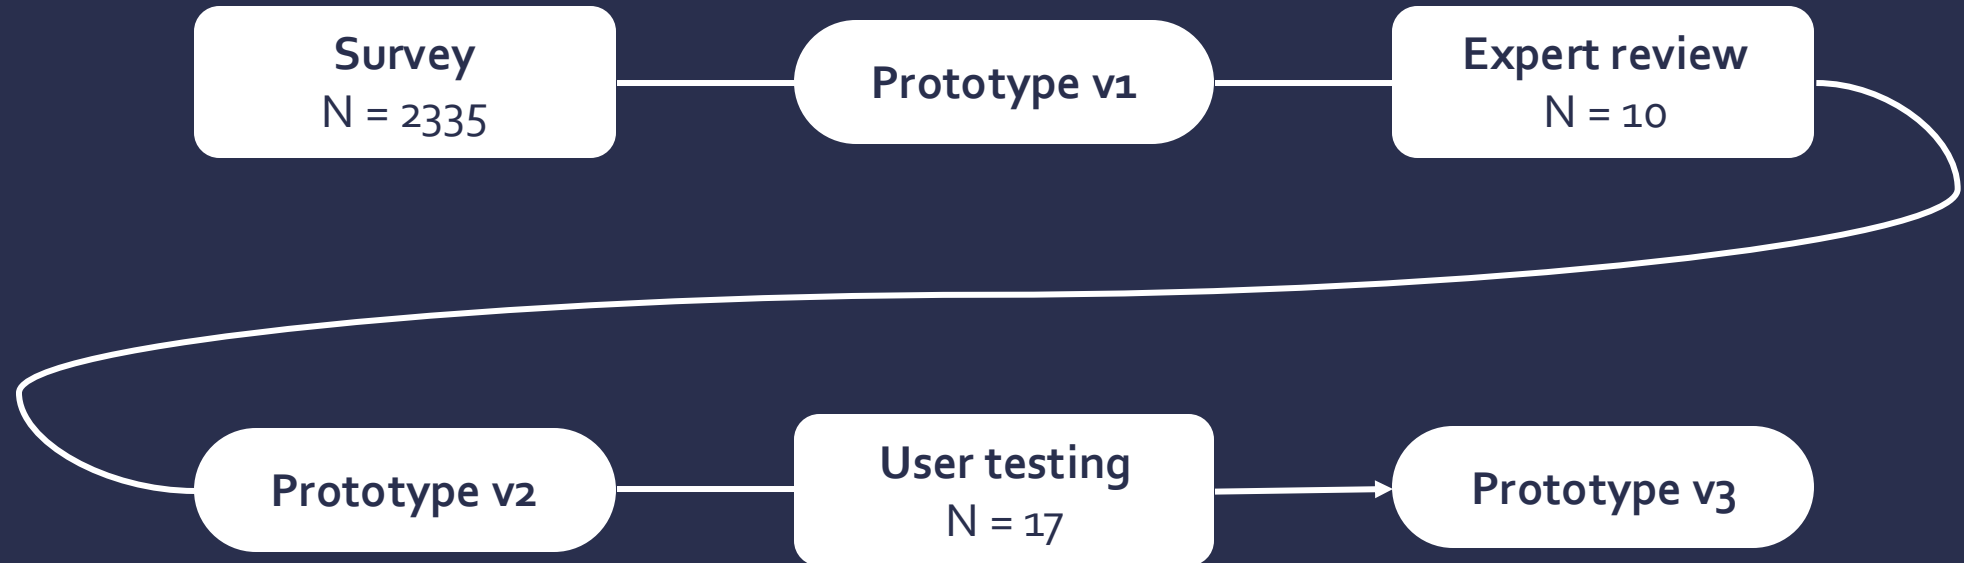 Survey
N = 2335
Prototype v1
Expert review
N = 10
Prototype v2
User testing
N = 17
Prototype v3